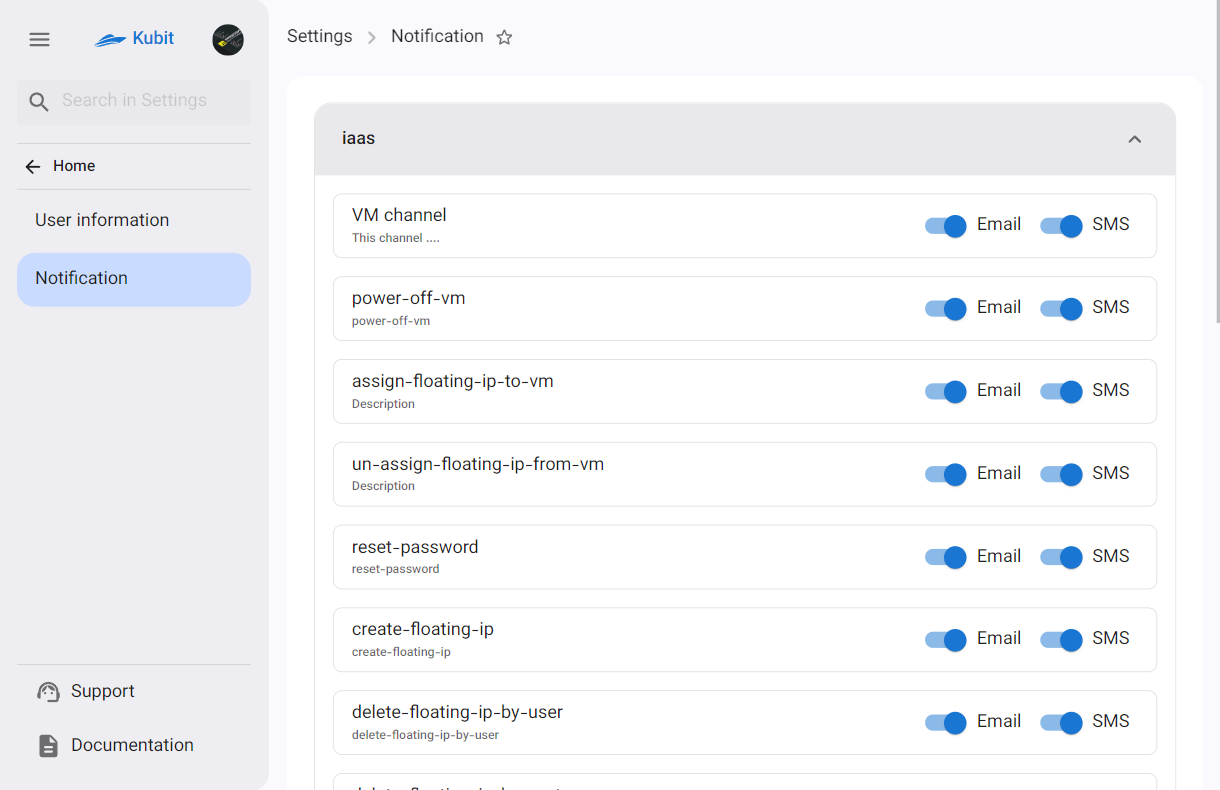 Kubit
Search in Settings
Home
User information
Notification
Support
Documentation
Settings
Notification
iaas
VM channel
This channel ....
Email
SMS
power-off-vm
power-off-vm
Email
SMS
assign-floating-ip-to-vm
Description
Email
SMS
un-assign-floating-ip-from-vm
Description
Email
SMS
reset-password
reset-password
Email
SMS
create-floating-ip
create-floating-ip
Email
SMS
delete-floating-ip-by-user
delete-floating-ip-by-user
Email
SMS